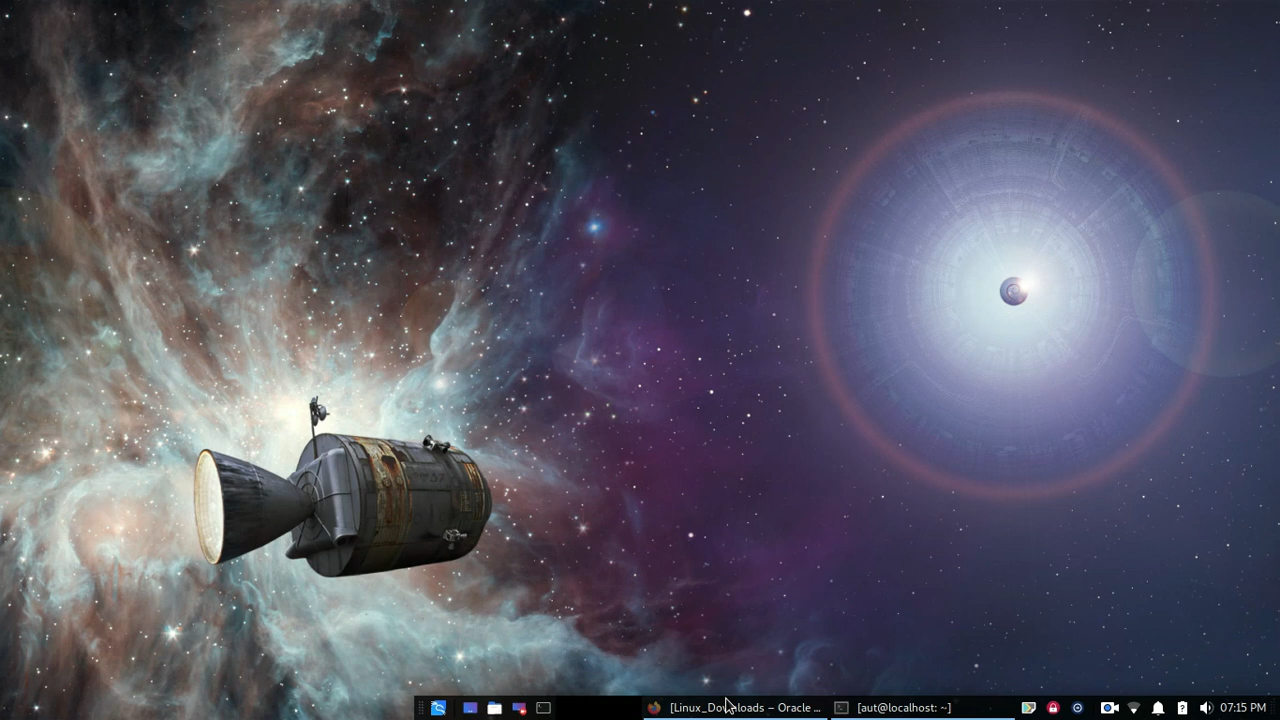 [Linux_Downloads – Oracle ...
[aut@localhost: ~]
07:15 PM